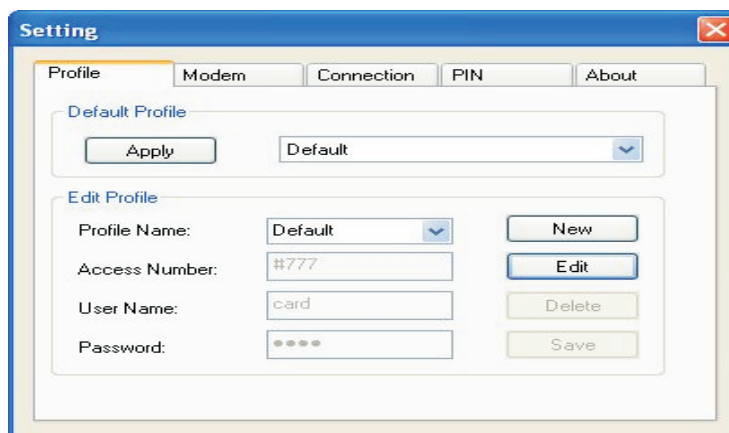 Setting
Profile Modem Connection PIN About
Default Profile
Apply Default
Edit Profile
Profile Name: Default New
Access Number: #777 Edit
User Name: card Delete
Password: •••• Save